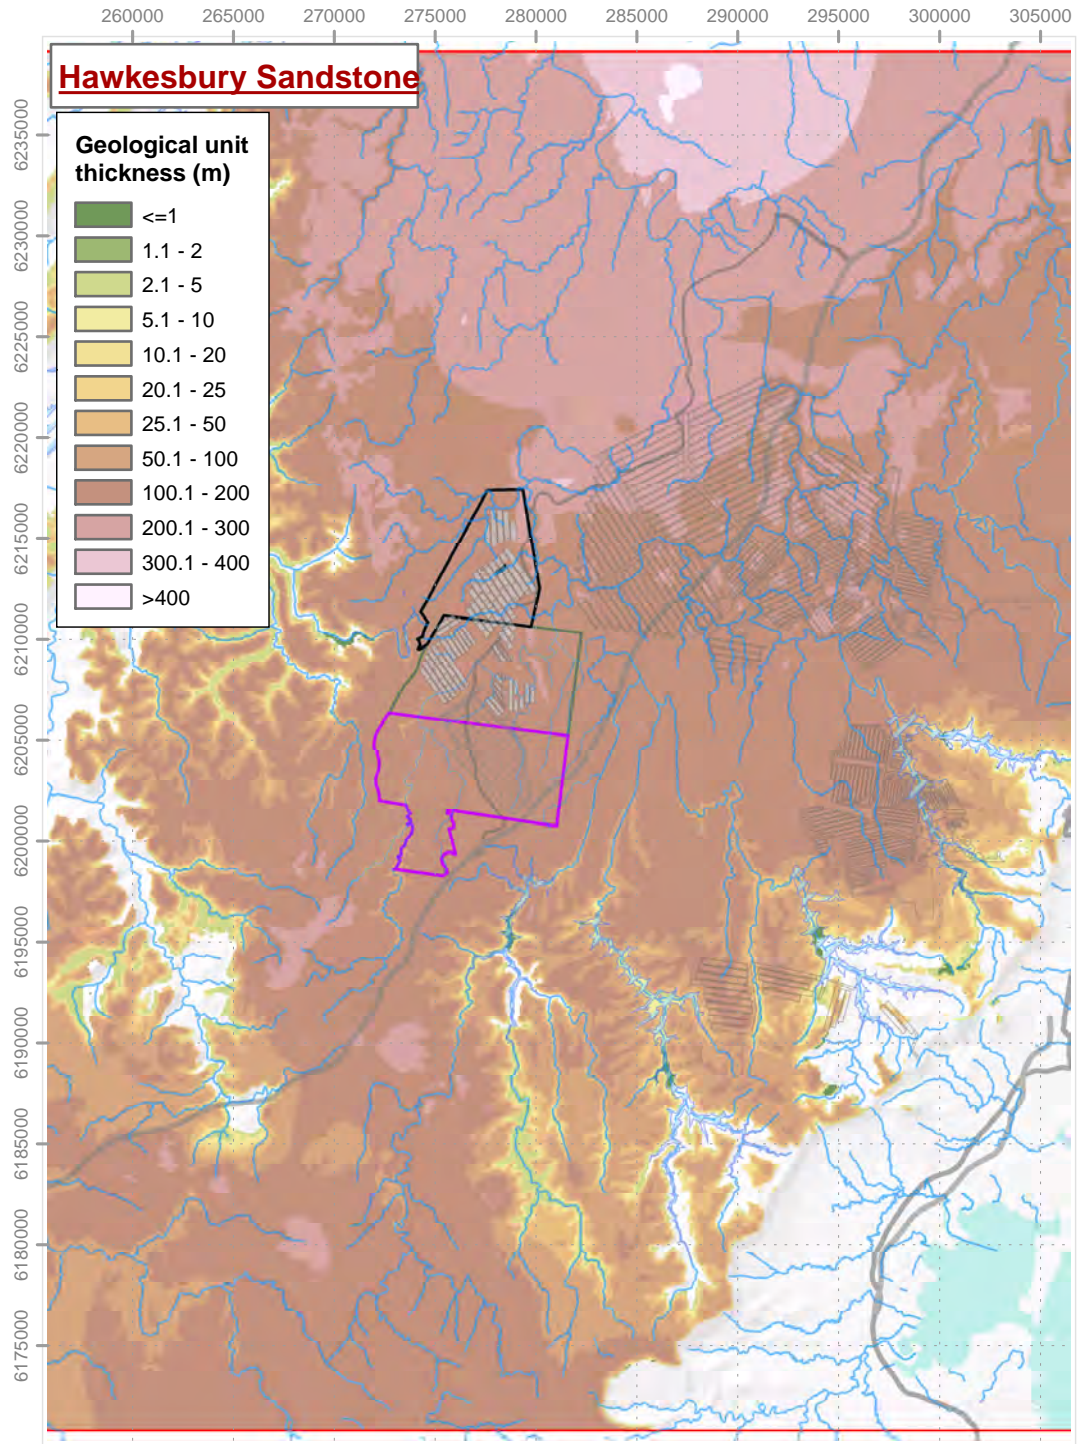 260000 265000 270000 275000 280000 285000 290000 295000 300000 305000
Hawkesbury Sandstone
Geological unit
thickness (m)
<=1
1.1 - 2
2.1 - 5
5.1 - 10
10.1 - 20
20.1 - 25
25.1 - 50
50.1 - 100
100.1 - 200
200.1 - 300
300.1 - 400
>400
6235000
6230000
6225000
6220000
6215000
6210000
6205000
6200000
6195000
6190000
6185000
6180000
6175000